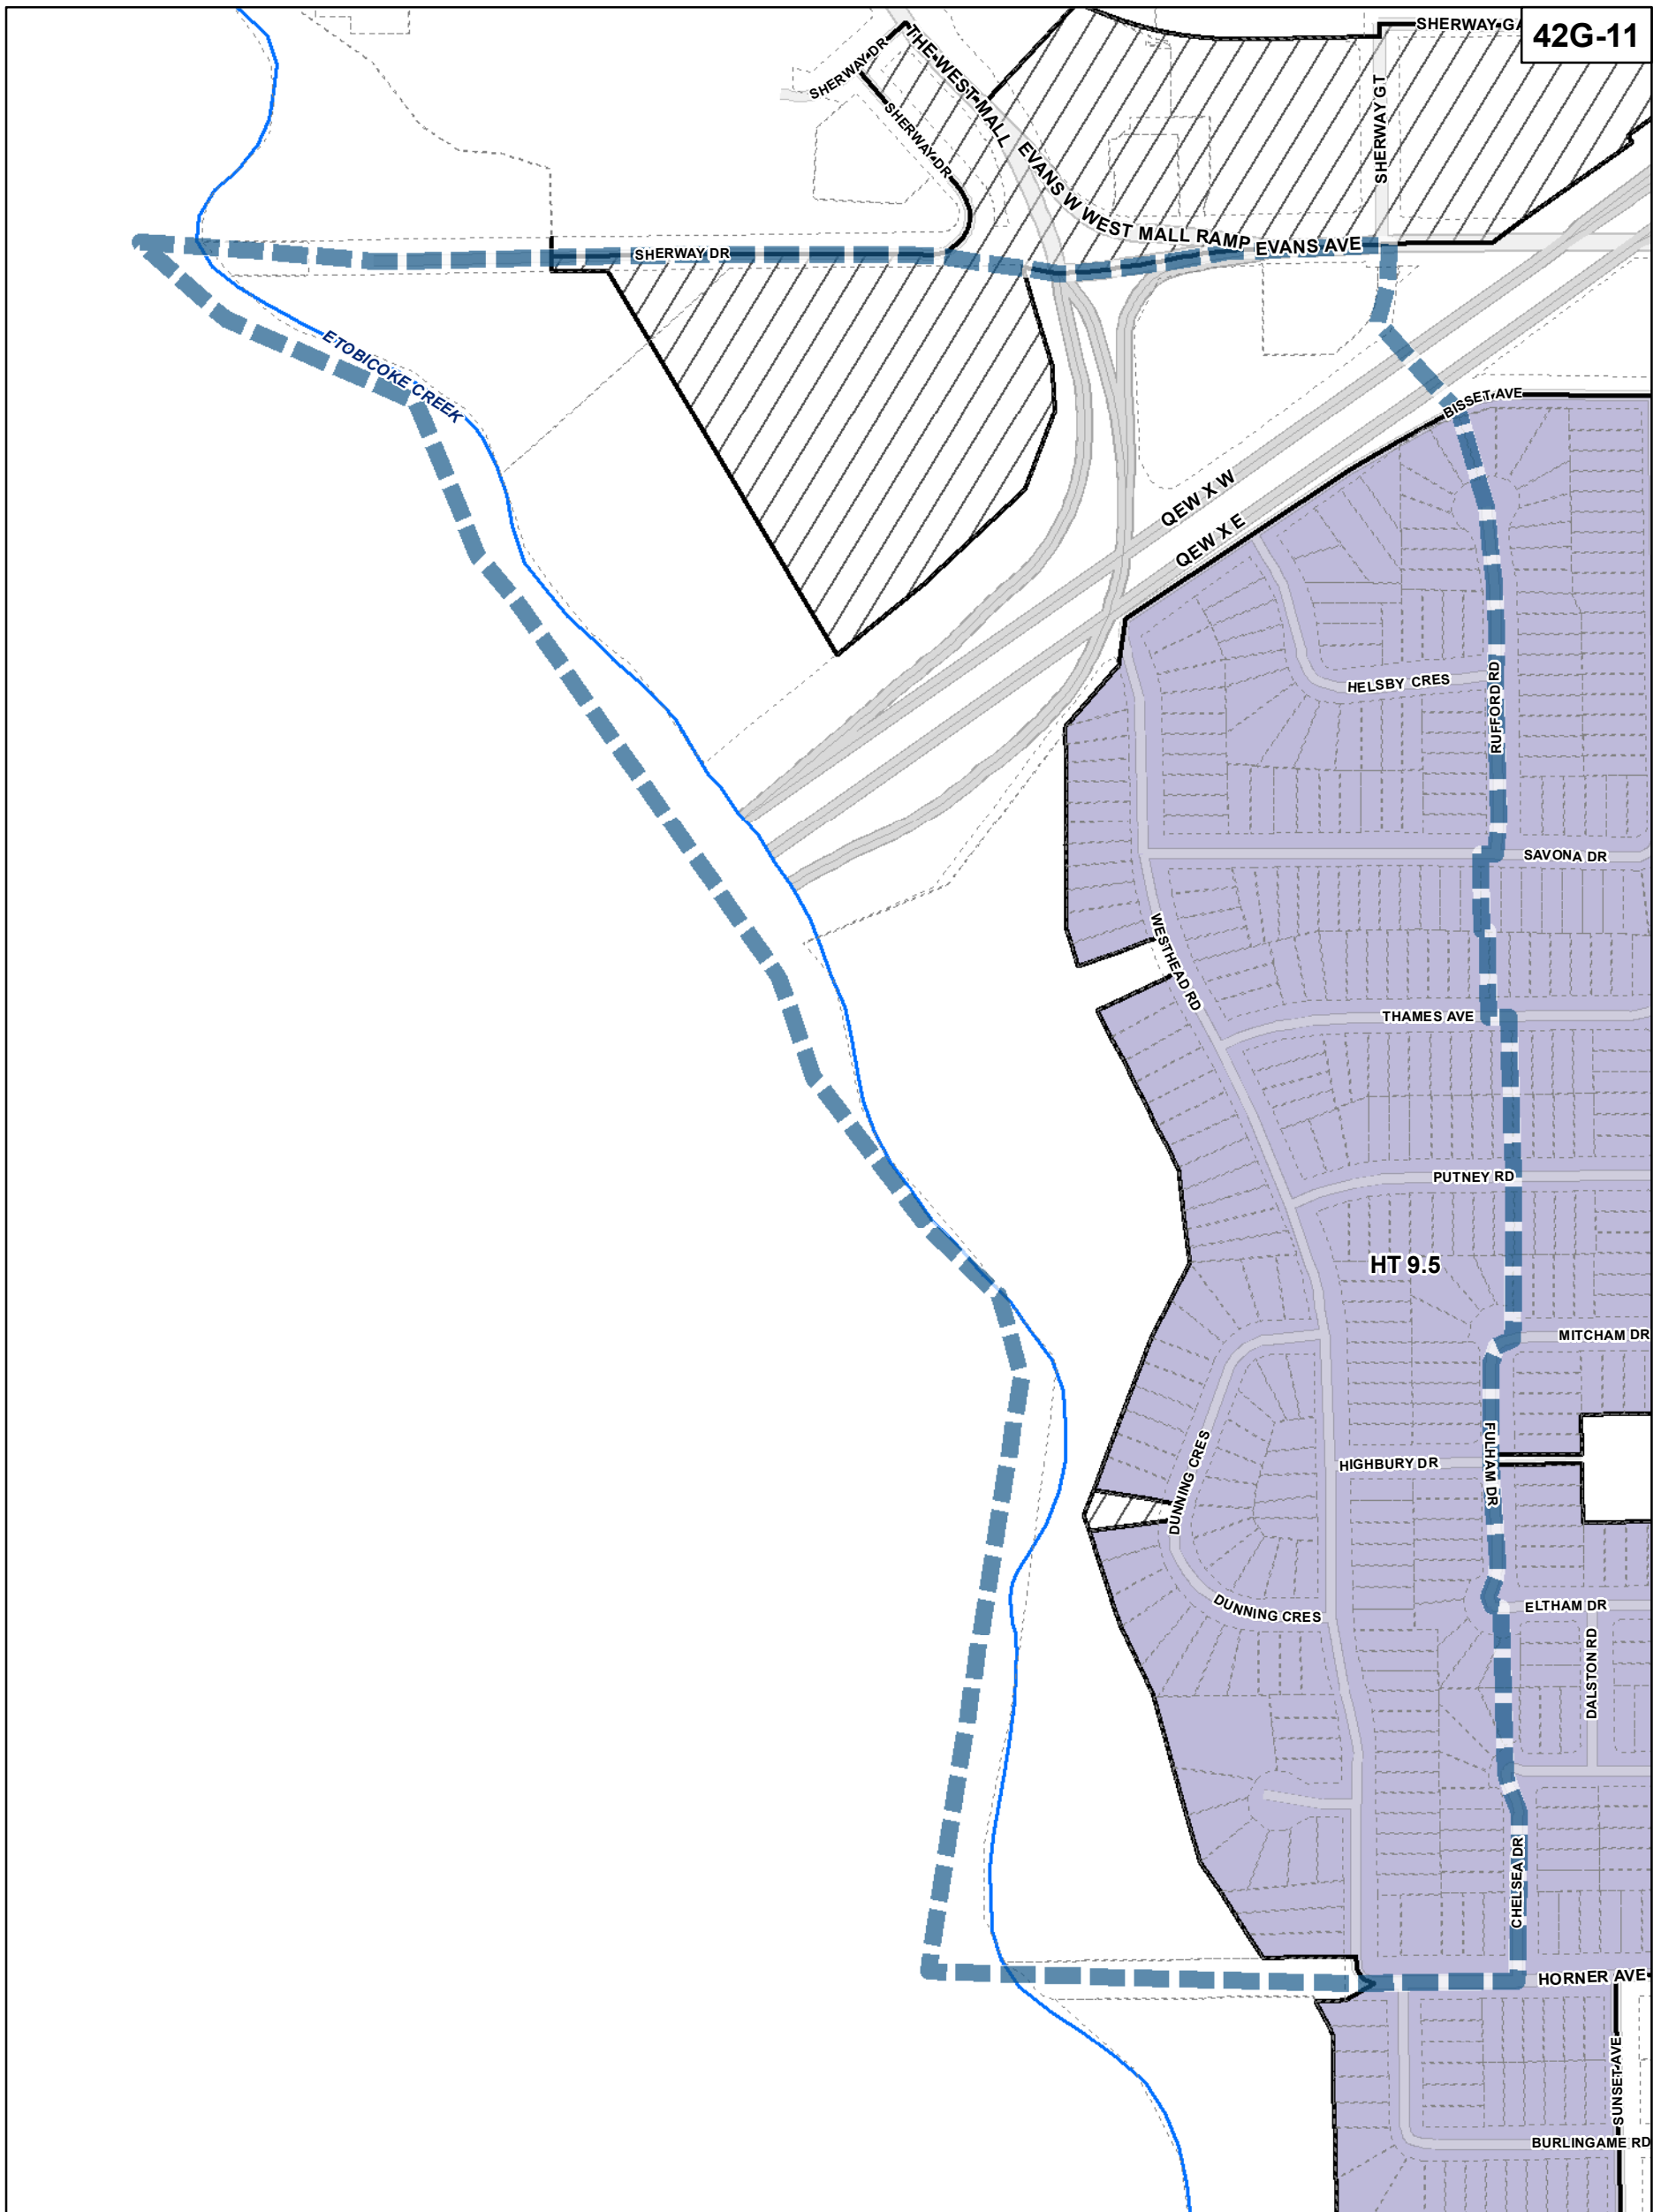 42G-11
SHERWAY GA
SHERWAY DR
THE WEST MALL
SHERWAY DR
SHERWAY GT
EVANS W WEST MALL RAMP
EVANS AVE
SHERWAY DR
ETOBICOKE CREEK
BISSET AVE
QEW X W
QEW X E
HELSBY CRES
RUFFORD RD
SAVONA DR
WESTHEAD RD
THAMES AVE
PUTNEY RD
HT 9.5
MITCHAM DR
FULHAM DR
HIGHBURY DR
DUNNING CRES
DUNNING CRES
ELTHAM DR
DALSTON RD
CHELSEA DR
HORNER AVE
SUNSET AVE
BURLINGAME RD